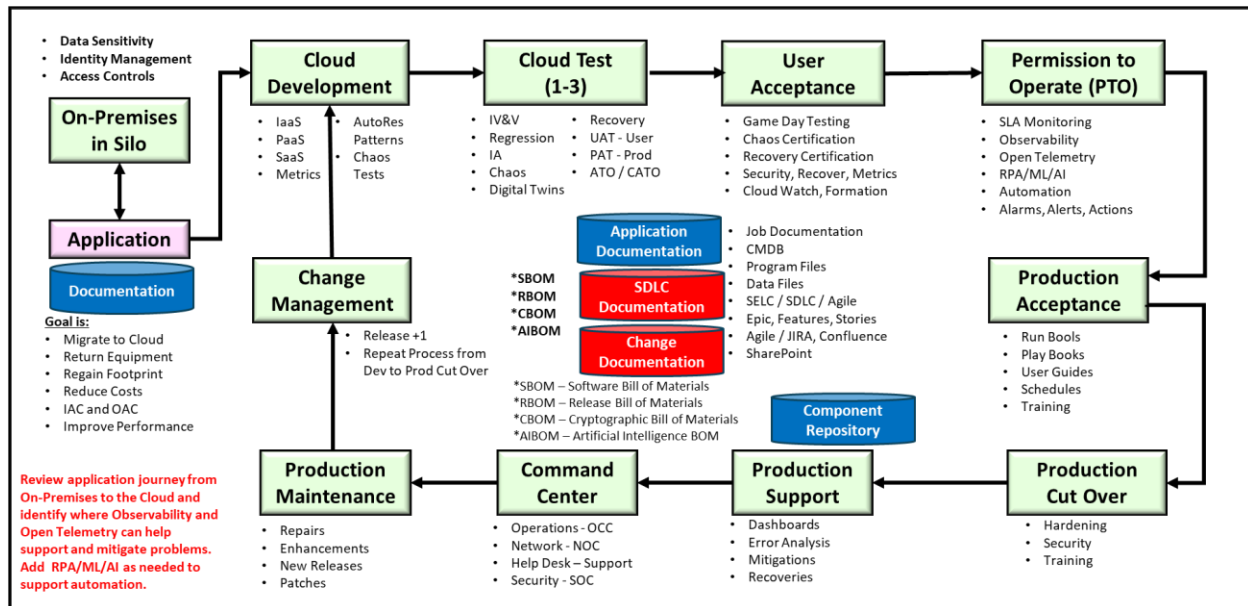 • Data Sensitivity
• Identity Management
• Access Controls
On-Premises
in Silo
Application
Documentation
Goal is:
• Migrate to Cloud
• Return Equipment
• Regain Footprint
• Reduce Costs
• IAC and OAC
• Improve Performance
Review application journey from
On-Premises to the Cloud and
identify where Observability and
Open Telemetry can help
support and mitigate problems.
Add RPA/ML/AI as needed to
support automation.
Cloud
Development
• IaaS
• PaaS
• SaaS
• Metrics
• AutoRes
Patterns
• Chaos
Tests
Cloud Test
(1-3)
• IV&V
• Regression
• IA
• Chaos
• Digital Twins
• Recovery
• UAT - User
• PAT - Prod
• ATO / CATO
User
Acceptance
• Game Day Testing
• Chaos Certification
• Recovery Certification
• Security, Recover, Metrics
• Cloud Watch, Formation
Permission to
Operate (PTO)
• SLA Monitoring
• Observability
• Open Telemetry
• RPA/ML/AI
• Automation
• Alarms, Alerts, Actions
Change
Management
• Release +1
• Repeat Process from
Dev to Prod Cut Over
*SBOM
*RBOM
*CBOM
*AIBOM
Application
Documentation
SDLC
Documentation
Change
Documentation
• Job Documentation
• CMDB
• Program Files
• Data Files
• SELC / SDLC / Agile
• Epic, Features, Stories
• Agile / JIRA, Confluence
• SharePoint
*SBOM – Software Bill of Materials
*RBOM – Release Bill of Materials
*CBOM – Cryptographic Bill of Materials
*AIBOM – Artificial Intelligence BOM
Component
Repository
Production
Acceptance
• Run Bools
• Play Books
• User Guides
• Schedules
• Training
Production
Cut Over
• Hardening
• Security
• Training
Production
Support
• Dashboards
• Error Analysis
• Mitigations
• Recoveries
Command
Center
• Operations - OCC
• Network - NOC
• Help Desk – Support
• Security - SOC
Production
Maintenance
• Repairs
• Enhancements
• New Releases
• Patches